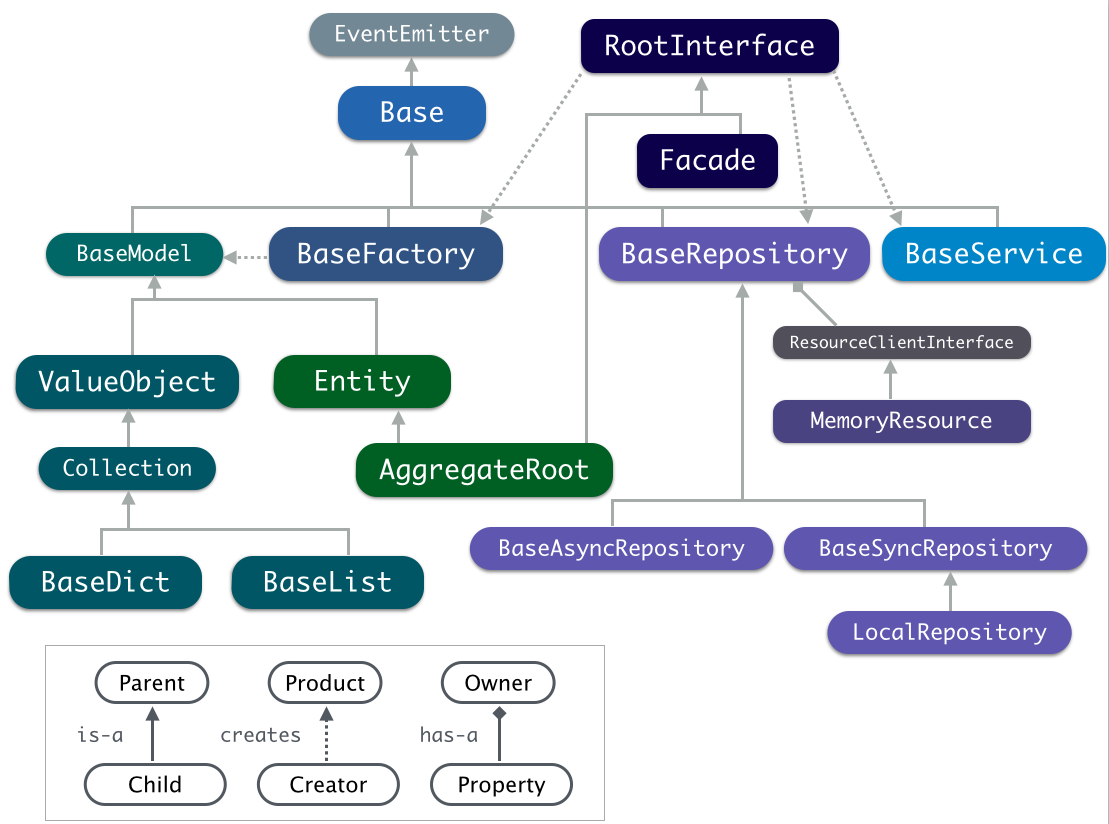 EventEmitter
RootInterface
Base
Facade
BaseModel
BaseFactory
BaseRepository
BaseService
ResourceClientInterface
ValueObject
Entity
MemoryResource
Collection
AggregateRoot
BaseAsyncRepository
BaseSyncRepository
BaseDict
BaseList
LocalRepository
Parent
Product
Owner
is-a
creates
has-a
Child
Creator
Property